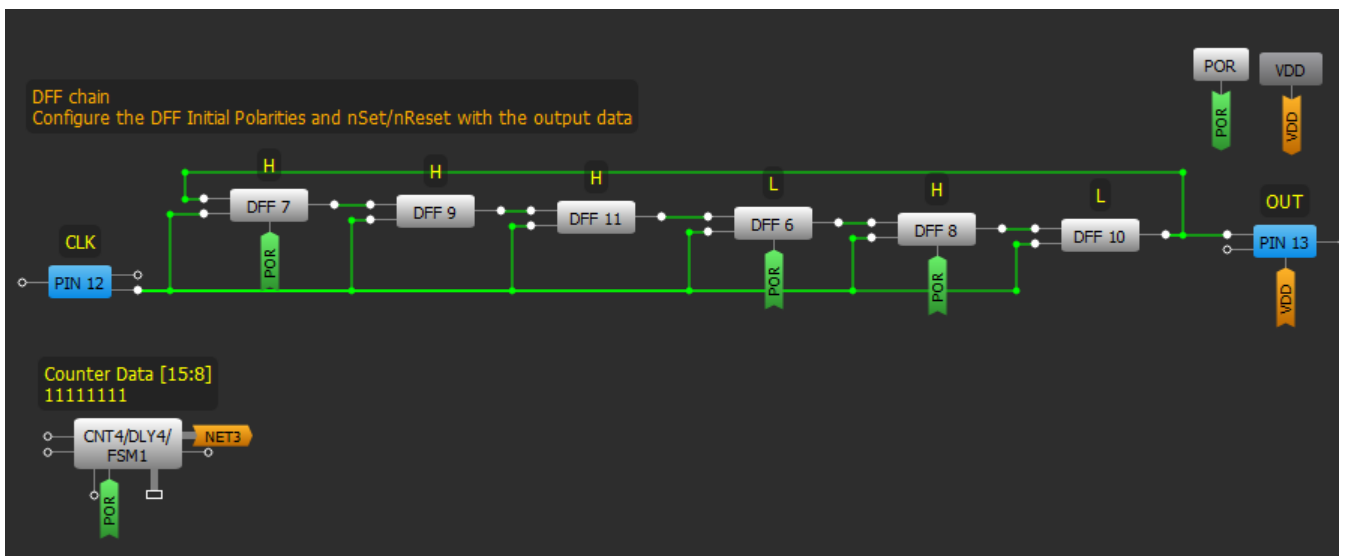 POR
VDD
POR
VDD
DFF chain
Configure the DFF Initial Polarities and nSet/nReset with the output data
H
H
H
L
H
L
DFF 7
DFF 9
DFF 11
DFF 6
DFF 8
DFF 10
OUT
PIN 13
CLK
PIN 12
POR
POR
POR
VDD
Counter Data [15:8]
11111111
CNT4/DLY4/
FSM1
NET3
POR